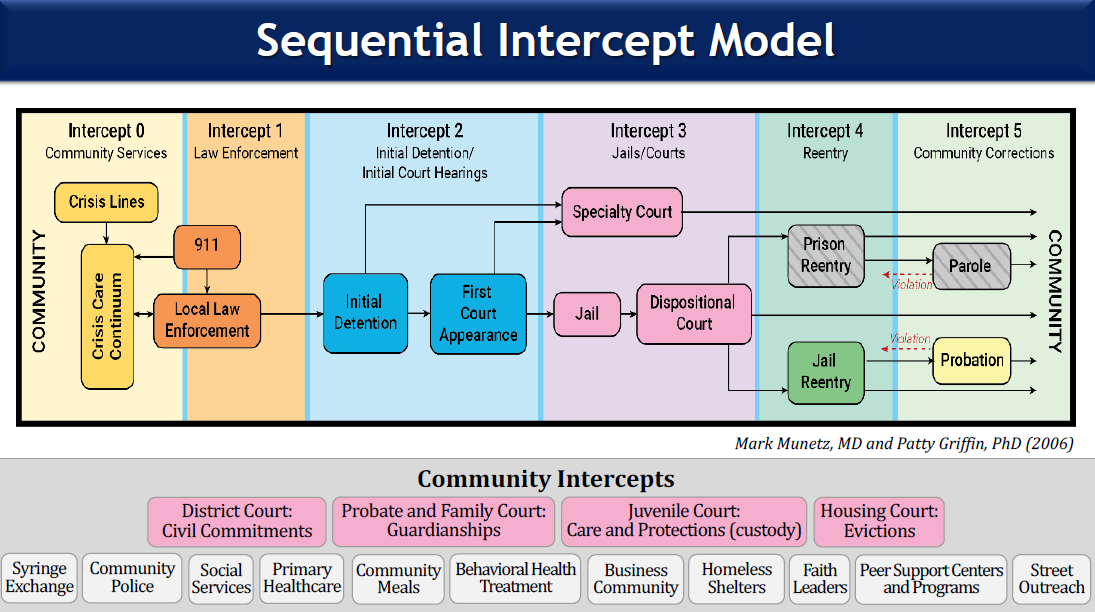 Sequential Intercept Model
Intercept 0
Community Services
Intercept 1
Law Enforcement
Intercept 2
Initial Detention/
Initial Court Hearings
Intercept 3
Jails/Courts
Intercept 4
Reentry
Intercept 5
Community Corrections
COMMUNITY
Crisis Lines
Crisis Care
Continuum
911
Local Law
Enforcement
Initial
Detention
First
Court
Appearance
Specialty Court
Jail
Dispositional
Court
Prison
Reentry
Parole
Violation
Jail
Reentry
Violation
Probation
COMMUNITY
Mark Munetz, MD and Patty Griffin, PhD (2006)
Community Intercepts
District Court:
Civil Commitments
Probate and Family Court:
Guardianships
Juvenile Court:
Care and Protections (custody)
Housing Court:
Evictions
Syringe
Exchange
Community
Police
Social
Services
Primary
Healthcare
Community
Meals
Behavioral Health
Treatment
Business
Community
Homeless
Shelters
Faith
Leaders
Peer Support Centers
and Programs
Street
Outreach